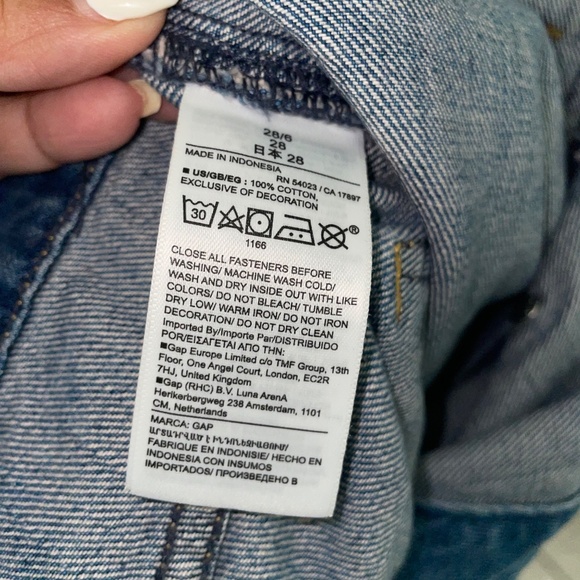 28/6
28
日本 28
MADE IN INDONESIA
RN 54023 / CA 17897
■ US/GB/EG : 100% COTTON,
EXCLUSIVE OF DECORATION
30
®
1166
CLOSE ALL FASTENERS BEFORE
WASHING/ MACHINE WASH COLD/
WASH AND DRY INSIDE OUT WITH LIKE
COLORS/ DO NOT BLEACH/ TUMBLE
DRY LOW/ WARM IRON/ DO NOT IRON
DECORATION/ DO NOT DRY CLEAN
Imported By/Importe Par/DISTRIBUIDO
POR/ΕΙΣΑΓΕΤΑΙ ΑΠΟ ΤΗΝ:
■Gap Europe Limited c/o TMF Group, 13th
Floor, One Angel Court, London, EC2R
7HJ, United Kingdom
■Gap (RHC) B.V. Luna ArenA
Herikerbergweg 238 Amsterdam, 1101
CM, Netherlands
MARCA: GAP
ԱՐՏԱԴՐՎԱԾ Է ԻՆԴՈՆԵԶԻԱՅՈՒՄ/
FABRIQUE EN INDONISIE/ HECHO EN
INDONESIA CON INSUMOS
IMPORTADOS/ ПРОИЗВЕДЕНО В